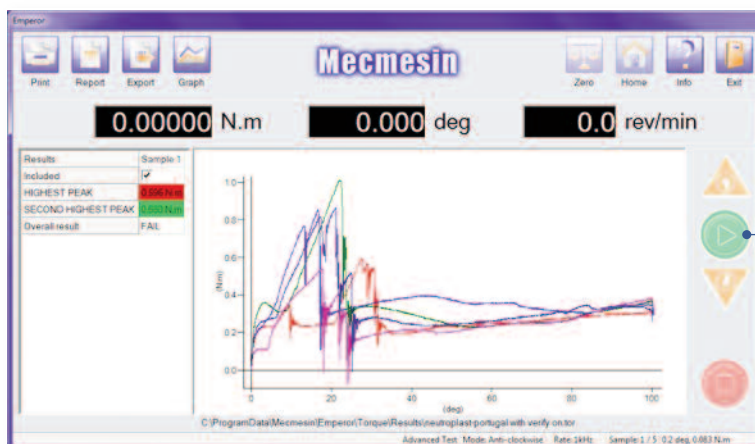 Emperor
Mecmesin
Print Report Export Graph Zero Home Info Exit
0.00000 N.m 0.000 deg 0.0 rev/min
Results Sample 1
Included
HIGHEST PEAK
SECOND HIGHEST PEAK
Overall result FAIL
1.0
0.8
0.6
0.4
0.2
0.0
(N.m)
0 20 40 60 80 100
(deg)
C:\ProgramData\Mecmesin\Emperor\Torque\Results\neutroplast-portugal with verify on.tor
Advanced Test Mode: Anti-clockwise Rate: 1kHz Sample: 1 / 5 : 0.2 deg, 0.883 N.m